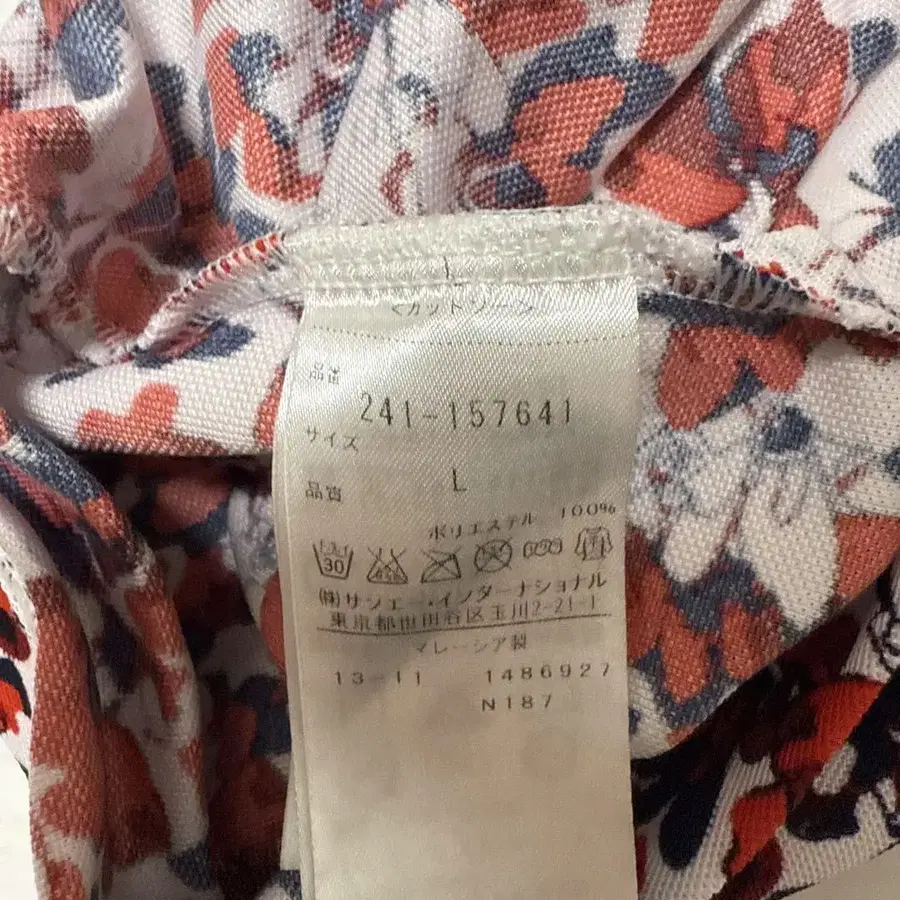 L
<カットソー>
品番
241-157641
サイズ
L
品質
ポリエステル 100%
30
(株)サンエー・インターナショナル
東京都世田谷区玉川2-21-1
マレーシア製
13-11 1486927
N187